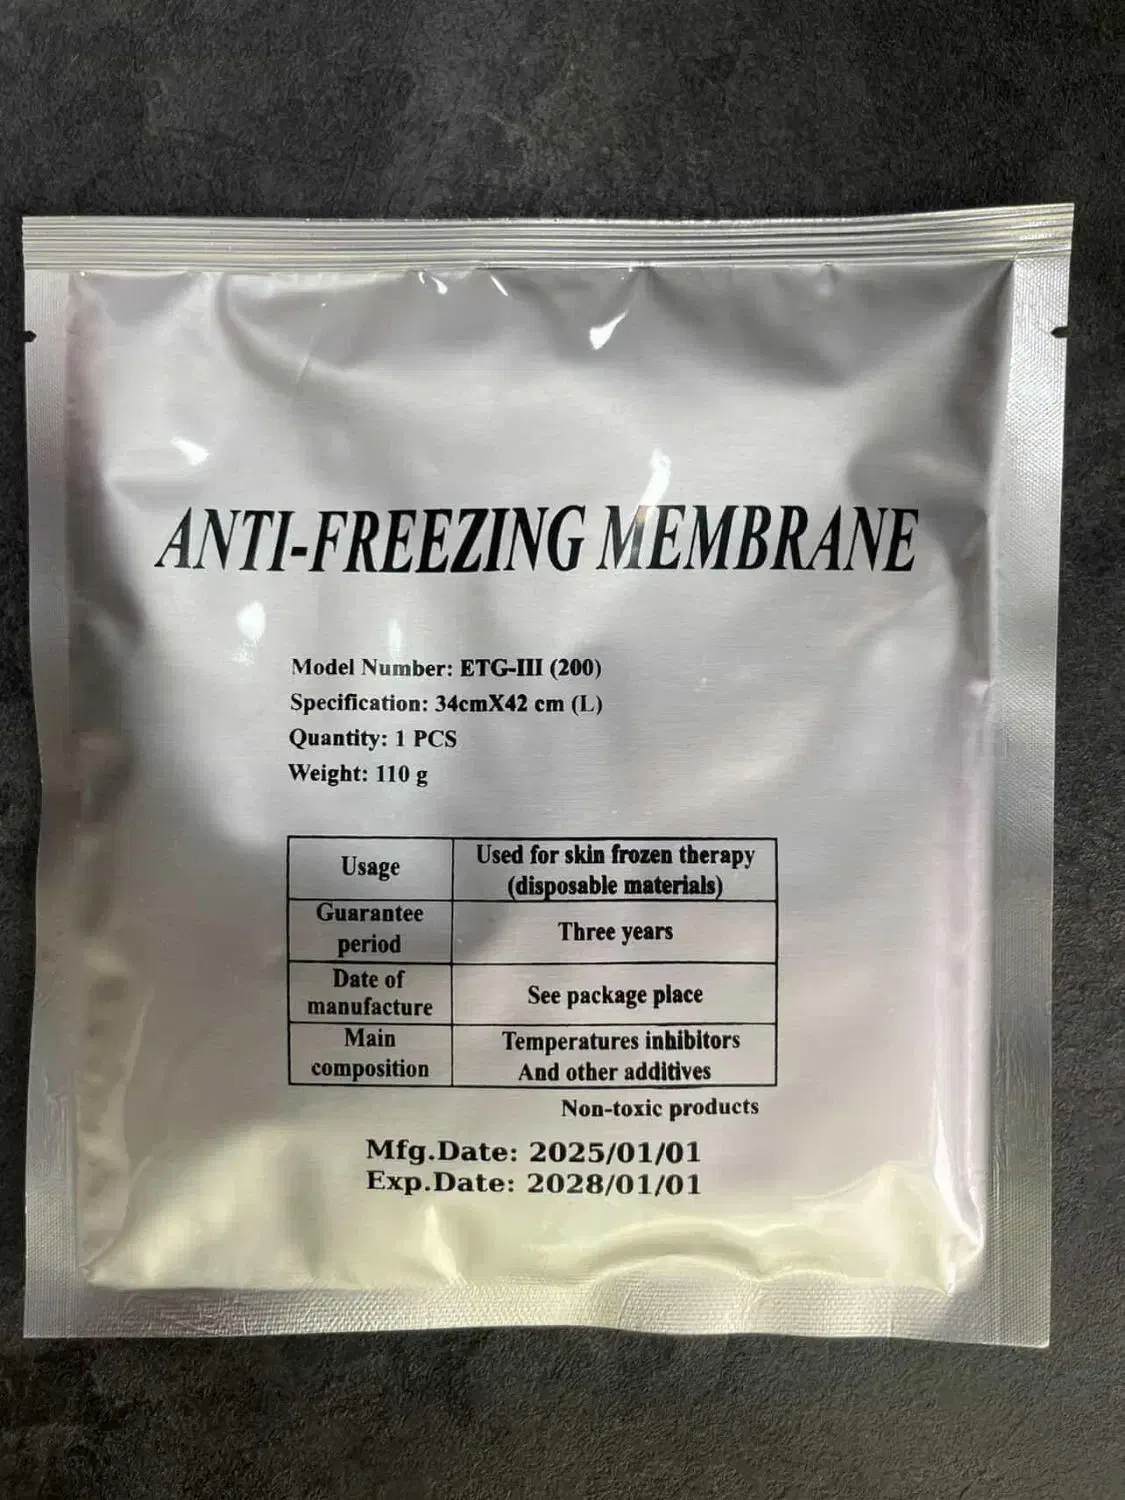 ANTI-FREEZING MEMBRANE
Model Number: ETG-III (200)
Specification: 34cmX42 cm (L)
Quantity: 1 PCS
Weight: 110 g
Usage
Used for skin frozen therapy
(disposable materials)
Guarantee
period
Three years
Date of
manufacture
See package place
Main
composition
Temperatures inhibitors
And other additives
Non-toxic products
Mfg.Date: 2025/01/01
Exp.Date: 2028/01/01